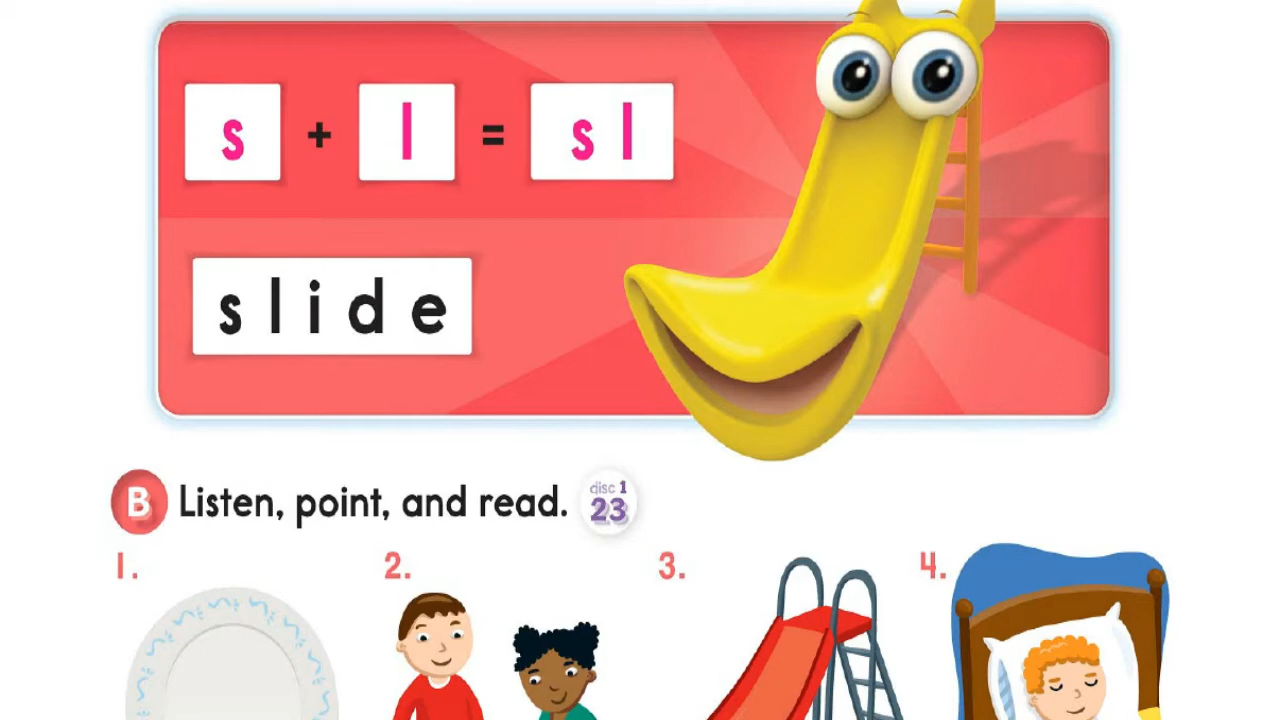 s + l = sl
slide
B Listen, point, and read. disc 1 23
1. 2. 3. 4.